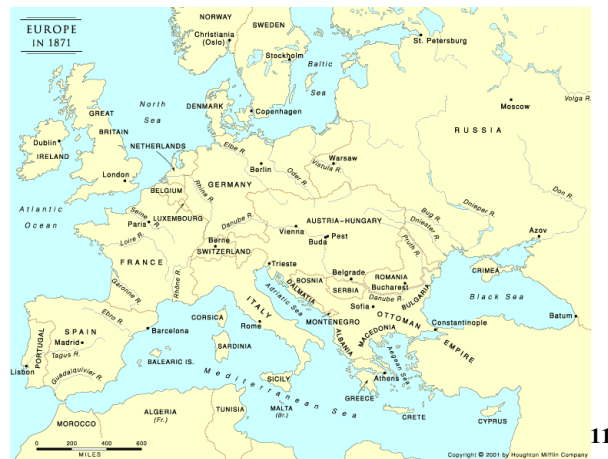 EUROPE
IN 1871
NORWAY
Christiania
(Oslo)
SWEDEN
Stockholm
Baltic
Sea
St. Petersburg
Moscow
Volga R.
RUSSIA
North
Sea
DENMARK
Copenhagen
GREAT
BRITAIN
Dublin
IRELAND
London
NETHERLANDS
BELGIUM
LUXEMBOURG
Elbe R.
Berlin
Oder R.
Warsaw
Vistula R.
GERMANY
Rhine R.
Atlantic
Ocean
Seine R.
Paris
Loire R.
FRANCE
Garonne R.
Rhône R.
Danube R.
Berne
SWITZERLAND
AUSTRIA–HUNGARY
Vienna
Buda
Pest
Bug R.
Dniester R.
Dnieper R.
Don R.
Pruth R.
Azov
CRIMEA
Black Sea
Batum
Trieste
BOSNIA
DALMATIA
Belgrade
SERBIA
ROMANIA
Bucharest
Danube R.
BULGARIA
Sofia
Adriatic Sea
MONTENEGRO
ITALY
Rome
CORSICA
SARDINIA
SICILY
ALBANIA
MACEDONIA
OTTOMAN
EMPIRE
Constantinople
Aegean Sea
Athens
GREECE
CRETE
CYPRUS
PORTUGAL
Lisbon
SPAIN
Madrid
Tagus R.
Guadalquivier R.
Ebro R.
Barcelona
BALEARIC IS.
Mediterranean Sea
MALTA
(Br.)
MOROCCO
ALGERIA
(Fr.)
TUNISIA
0 200 400 600
MILES
Copyright © 2001 by Houghton Mifflin Company
11